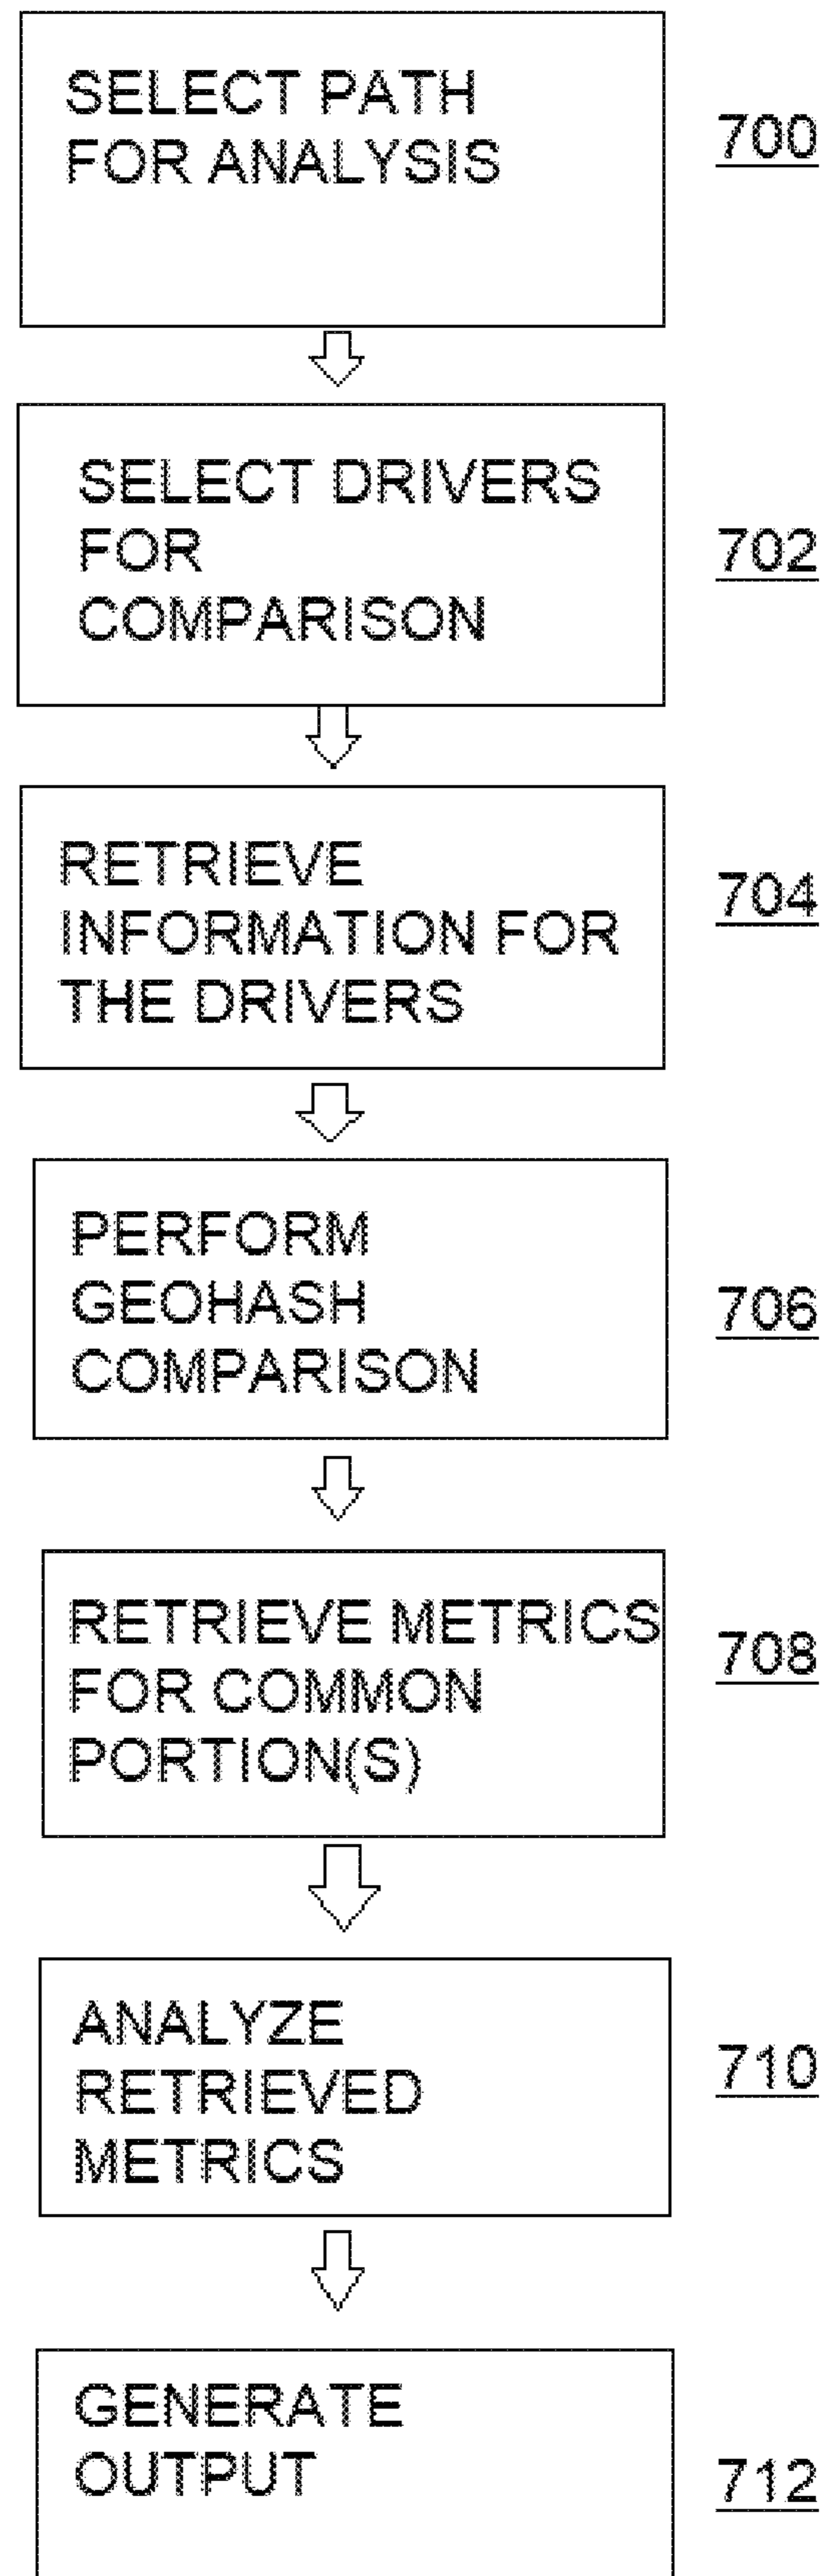 SELECT PATH
FOR ANALYSIS
700
SELECT DRIVERS
FOR
COMPARISON
702
RETRIEVE
INFORMATION FOR
THE DRIVERS
704
PERFORM
GEOHASH
COMPARISON
706
RETRIEVE METRICS
FOR COMMON
PORTION(S)
708
ANALYZE
RETRIEVED
METRICS
710
GENERATE
OUTPUT
712